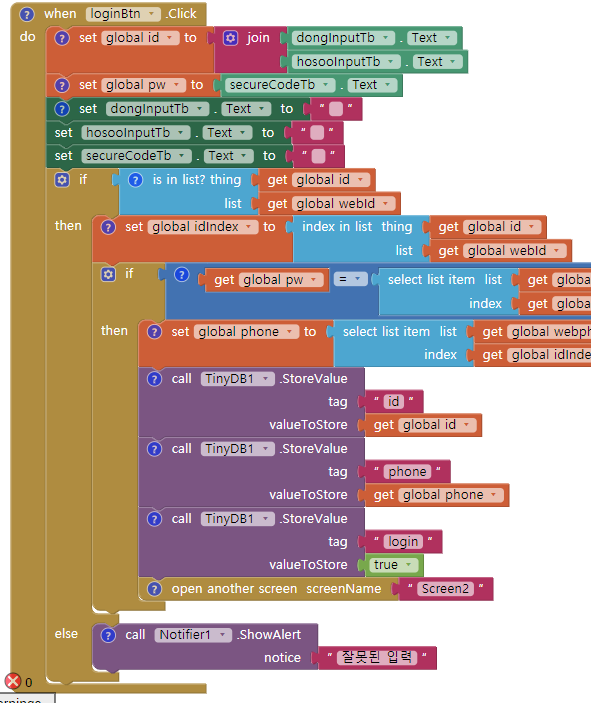 when loginBtn .Click
do set global id to join dongInputTb . Text
hosooInputTb . Text
set global pw to secureCodeTb . Text
set dongInputTb . Text to " "
set hosooInputTb . Text to " "
set secureCodeTb . Text to " "
if is in list? thing get global id
list get global webId
then set global idIndex to index in list thing get global id
list get global webId
if get global pw = select list item list get globa
index get globa
then set global phone to select list item list get global webph
index get global idInde
call TinyDB1 .StoreValue
tag " id "
valueToStore get global id
call TinyDB1 .StoreValue
tag " phone "
valueToStore get global phone
call TinyDB1 .StoreValue
tag " login "
valueToStore true
open another screen screenName " Screen2 "
else call Notifier1 .ShowAlert
notice " 잘못된 입력 "
0